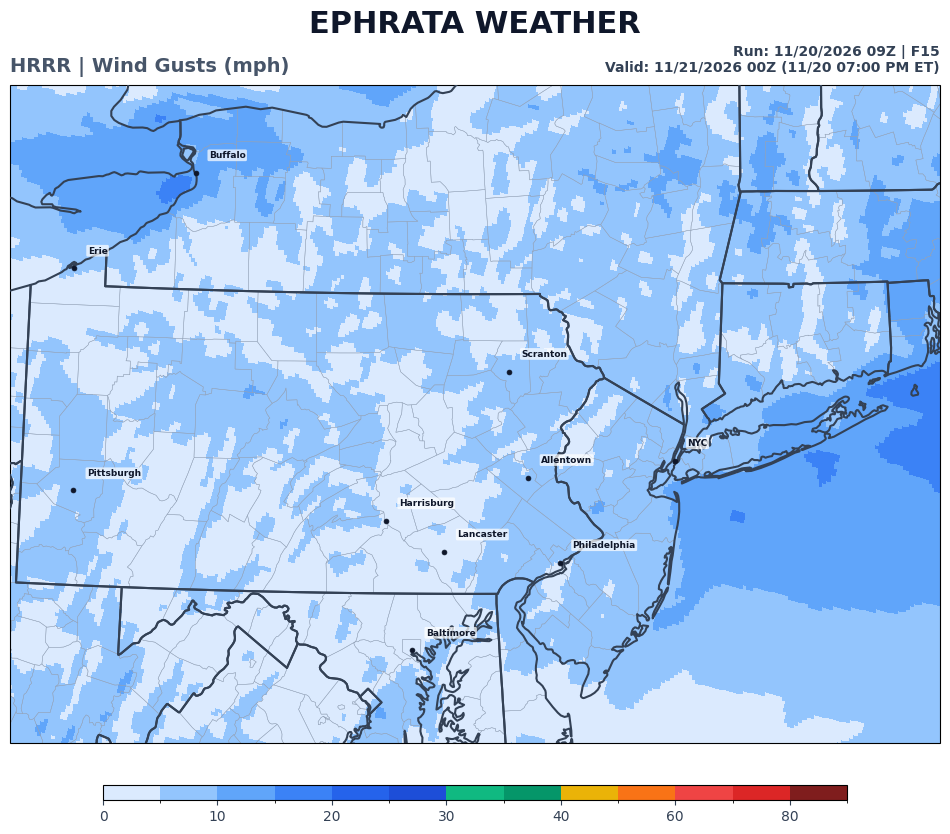 EPHRATA WEATHER
HRRR | Wind Gusts (mph)
Run: 11/20/2026 09Z | F15
Valid: 11/21/2026 00Z (11/20 07:00 PM ET)
Buffalo
Erie
Scranton
NYC
Allentown
Pittsburgh
Harrisburg
Lancaster
Philadelphia
Baltimore
0 10 20 30 40 50 60 70 80